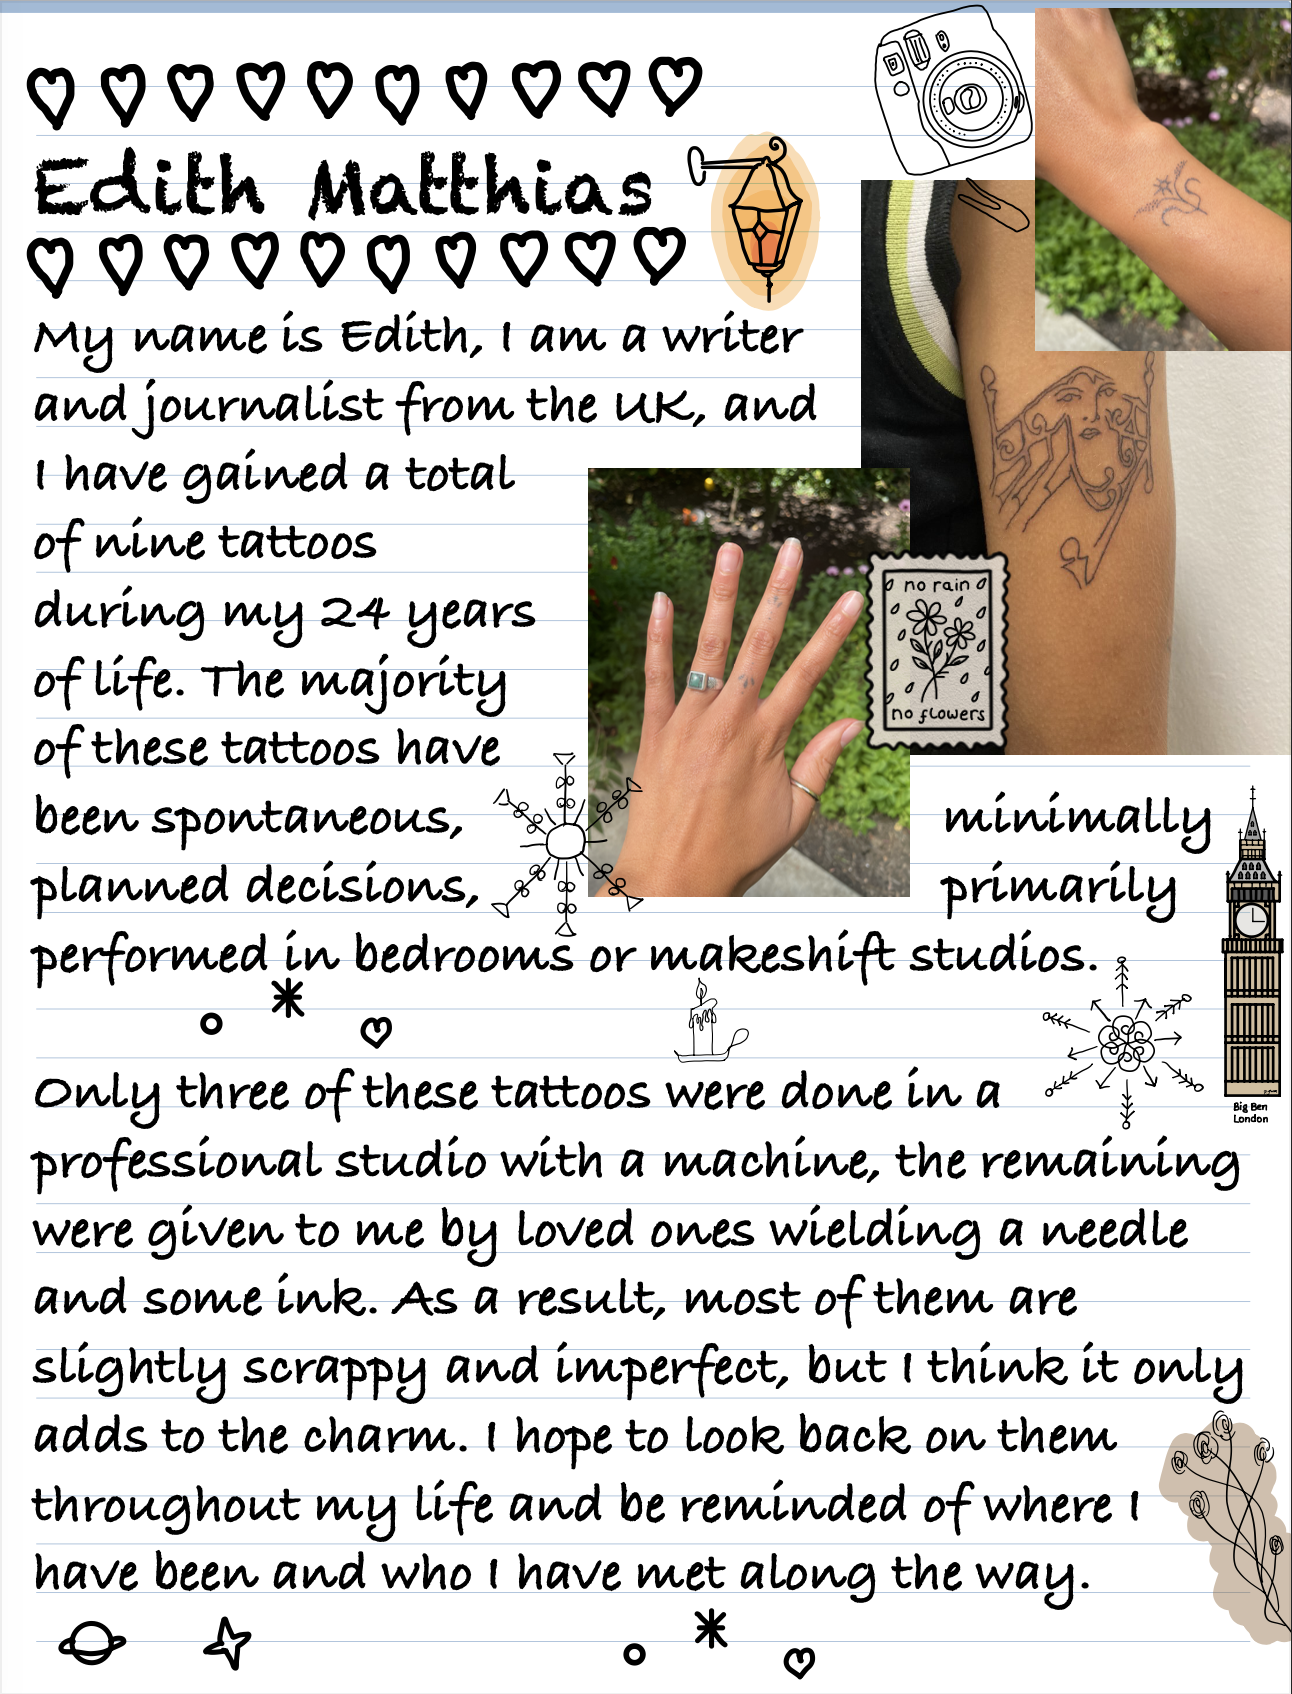 Edith Matthias
My name is Edith, I am a writer
and journalist from the UK, and
I have gained a total
of nine tattoos
during my 24 years
of life. The majority
of these tattoos have
been spontaneous, minimally
planned decisions, primarily
performed in bedrooms or makeshift studios.
no rain
no flowers
Big Ben
London
Only three of these tattoos were done in a
professional studio with a machine, the remaining
were given to me by loved ones wielding a needle
and some ink. As a result, most of them are
slightly scrappy and imperfect, but I think it only
adds to the charm. I hope to look back on them
throughout my life and be reminded of where I
have been and who I have met along the way.